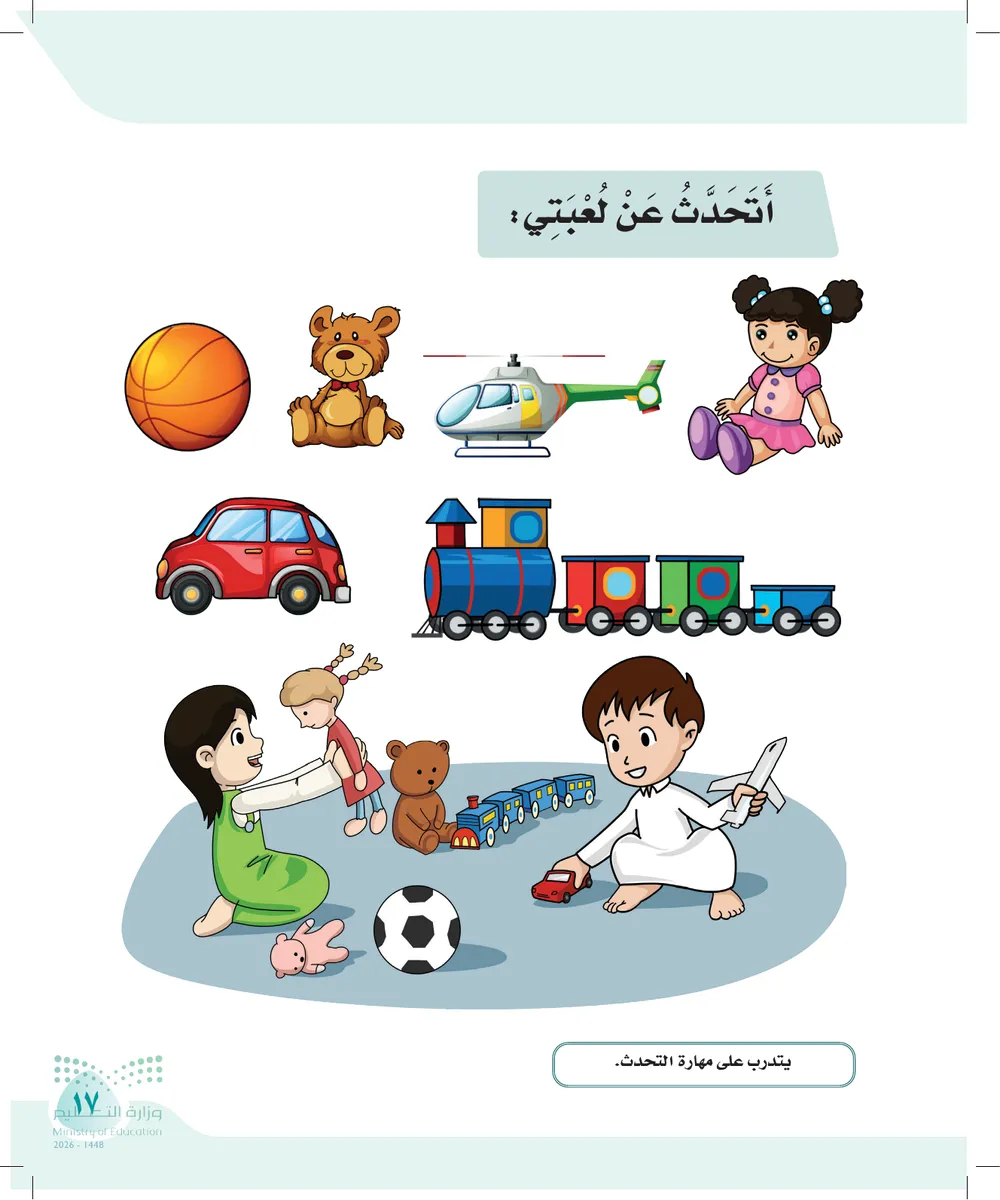 أَتَحَدَّثُ عَنْ لُعْبَتِي :
يتدرب على مهارة التحدث.
١٧
وزارة التعليم
Ministry of Education
2026 - 1448